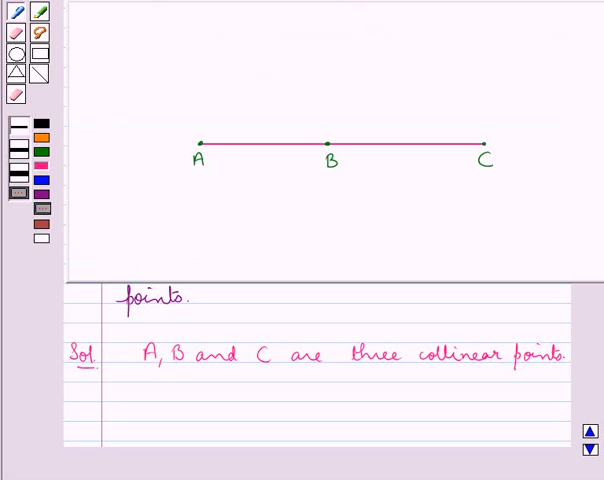 A B C
points.
Sol. A, B and C are three collinear points.